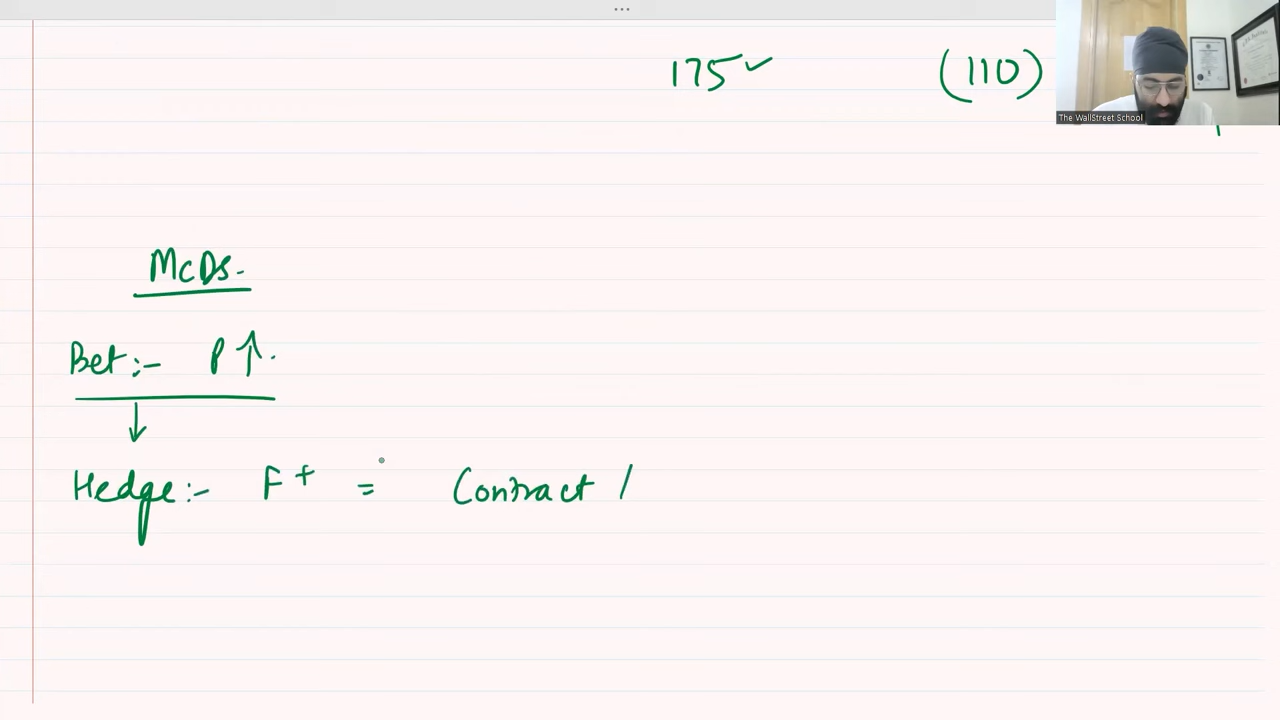 175✓ (110)
The WallStreet School
McDs.
Bet:- P↑.
↓
Hedge:- F+ = Contract /